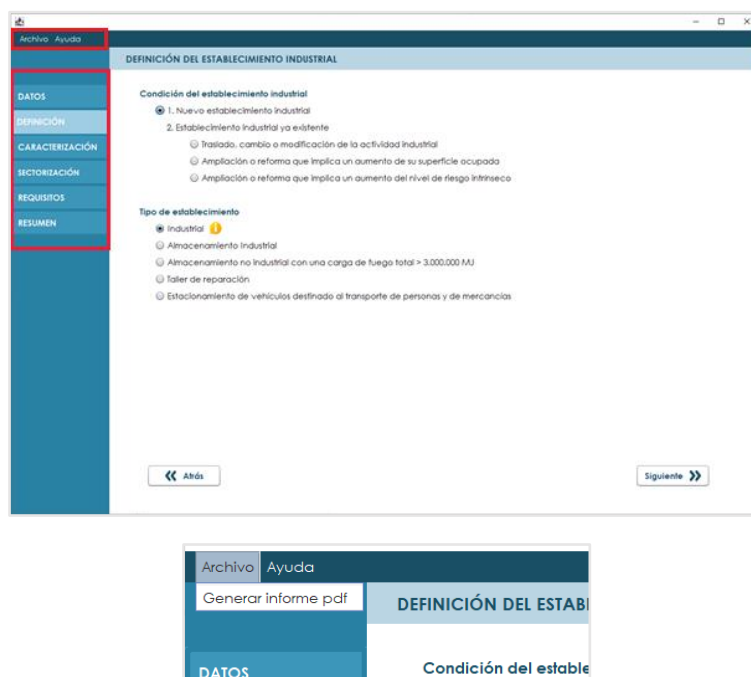 Archivo Ayuda
DEFINICIÓN DEL ESTABLECIMIENTO INDUSTRIAL
DATOS
DEFINICIÓN
CARACTERIZACIÓN
SECTORIZACIÓN
REQUISITOS
RESUMEN
Condición del establecimiento industrial
1. Nuevo establecimiento industrial
2. Establecimiento industrial ya existente
Traslado, cambio o modificación de la actividad industrial
Ampliación o reforma que implica un aumento de su superficie ocupada
Ampliación o reforma que implica un aumento del nivel de riesgo intrínseco
Tipo de establecimiento
Industrial
Almacenamiento Industrial
Almacenamiento no Industrial con una carga de fuego total > 3.000.000 MJ
Taller de reparación
Estacionamiento de vehículos destinado al transporte de personas y de mercancías
Atrás
Siguiente
Archivo Ayuda
Generar informe pdf
DEFINICIÓN DEL ESTABI
DATOS
Condición del estable